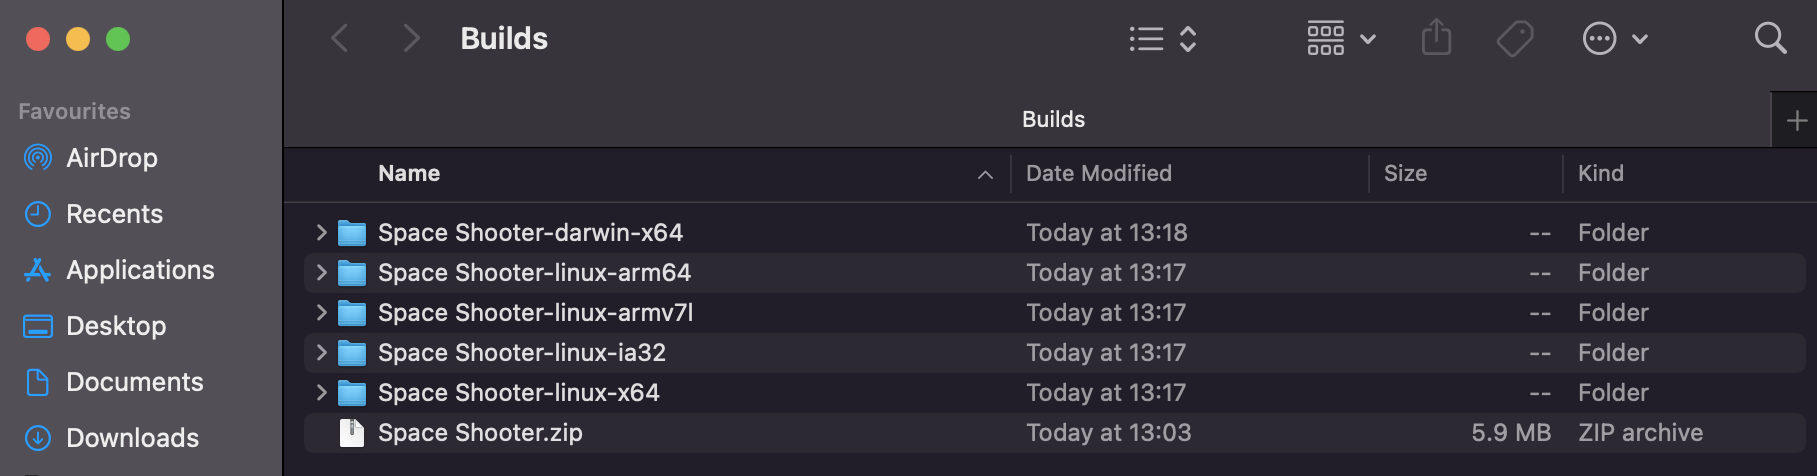 Builds
Favourites
AirDrop
Recents
Applications
Desktop
Documents
Downloads
Builds
Name Date Modified Size Kind
Space Shooter-darwin-x64 Today at 13:18 -- Folder
Space Shooter-linux-arm64 Today at 13:17 -- Folder
Space Shooter-linux-armv7l Today at 13:17 -- Folder
Space Shooter-linux-ia32 Today at 13:17 -- Folder
Space Shooter-linux-x64 Today at 13:17 -- Folder
Space Shooter.zip Today at 13:03 5.9 MB ZIP archive